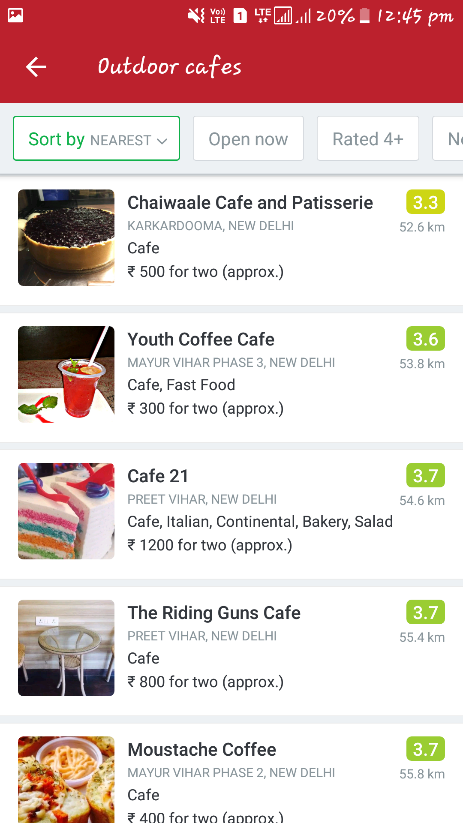 Vo)) LTE 1 LTE 20% 12:45 pm
Outdoor cafes
Sort by NEAREST Open now Rated 4+ N
Chaiwaale Cafe and Patisserie 3.3
KARKARDOOMA, NEW DELHI 52.6 km
Cafe
₹ 500 for two (approx.)
Youth Coffee Cafe 3.6
MAYUR VIHAR PHASE 3, NEW DELHI 53.8 km
Cafe, Fast Food
₹ 300 for two (approx.)
Cafe 21 3.7
PREET VIHAR, NEW DELHI 54.6 km
Cafe, Italian, Continental, Bakery, Salad
₹ 1200 for two (approx.)
The Riding Guns Cafe 3.7
PREET VIHAR, NEW DELHI 55.4 km
Cafe
₹ 800 for two (approx.)
Moustache Coffee 3.7
MAYUR VIHAR PHASE 2, NEW DELHI 55.8 km
Cafe
₹ 400 for two (approx.)